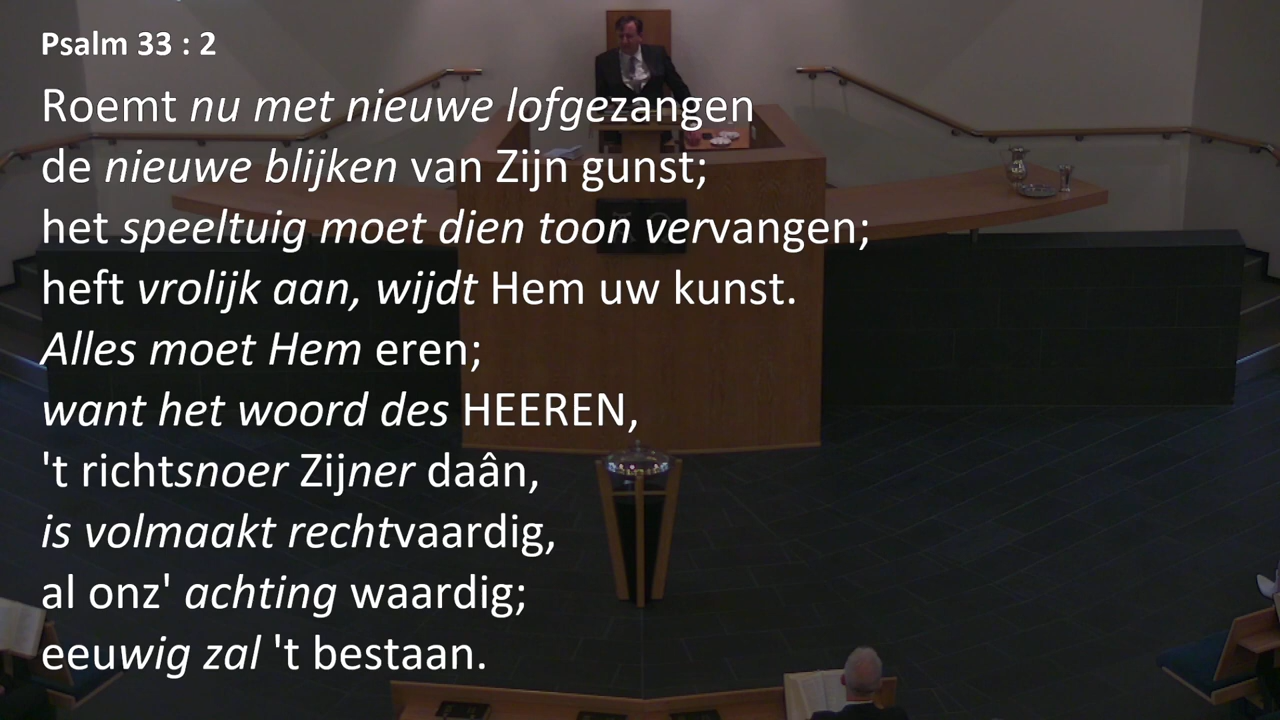 Psalm 33 : 2
Roemt nu met nieuwe lofgezangen
de nieuwe blijken van Zijn gunst;
het speeltuig moet dien toon vervangen;
heft vrolijk aan, wijdt Hem uw kunst.
Alles moet Hem eren;
want het woord des HEEREN,
't richtsnoer Zijner daân,
is volmaakt rechtvaardig,
al onz' achting waardig;
eeuwig zal 't bestaan.